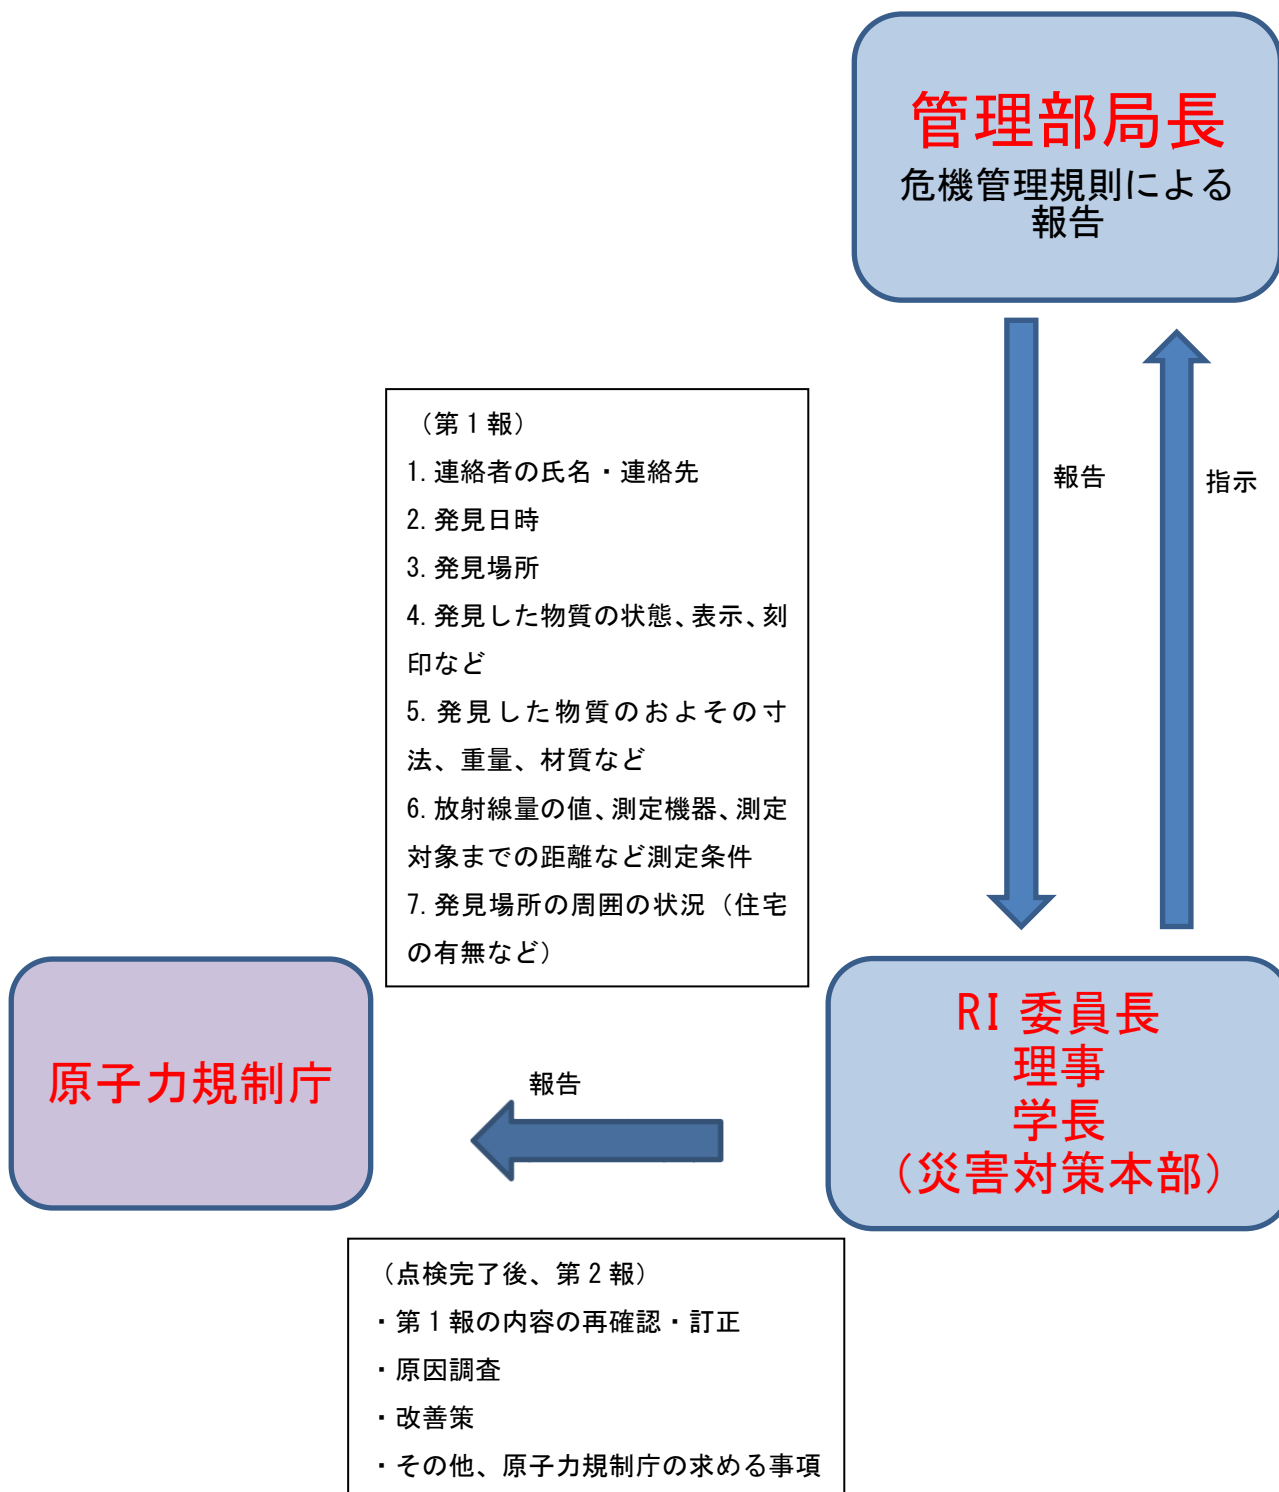 管理部局長
危機管理規則による
報告
報告
指示
（第１報）
1. 連絡者の氏名・連絡先
2. 発見日時
3. 発見場所
4. 発見した物質の状態、表示、刻
印など
5. 発見した物質のおよその寸
法、重量、材質など
6. 放射線量の値、測定機器、測定
対象までの距離など測定条件
7. 発見場所の周囲の状況（住宅
の有無など）
原子力規制庁
報告
RI 委員長
理事
学長
（災害対策本部）
（点検完了後、第２報）
・第１報の内容の再確認・訂正
・原因調査
・改善策
・その他、原子力規制庁の求める事項